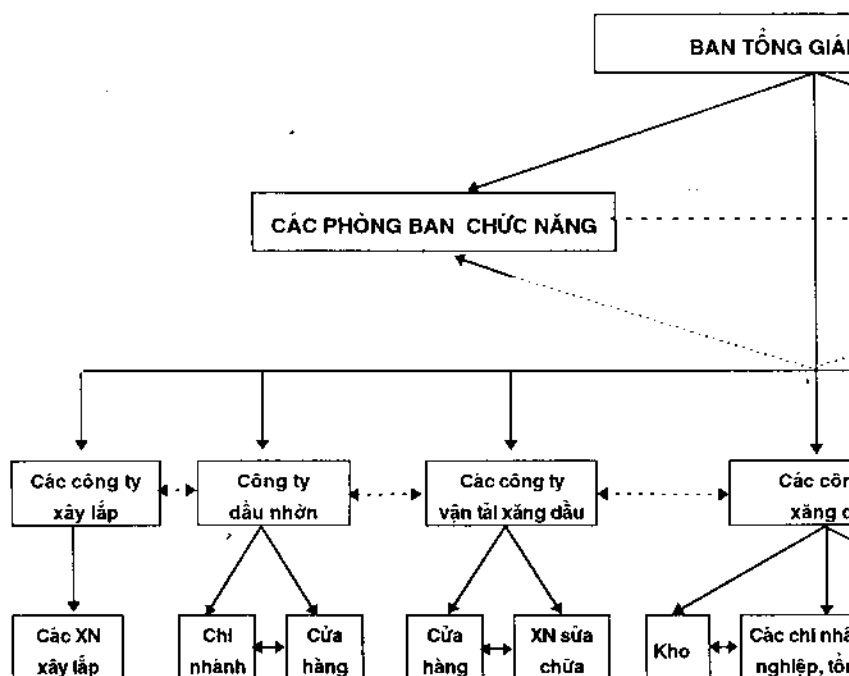 BAN TỔNG GIÁ
CÁC PHÒNG BAN CHỨC NĂNG
Các công ty
xây lắp
Công ty
dầu nhờn
Các công ty
vận tải xăng dầu
Các côn
xăng d
Các XN
xây lắp
Chi
nhánh
Cửa
hàng
Cửa
hàng
XN sửa
chữa
Kho
Các chi nhá
nghiệp, tổn